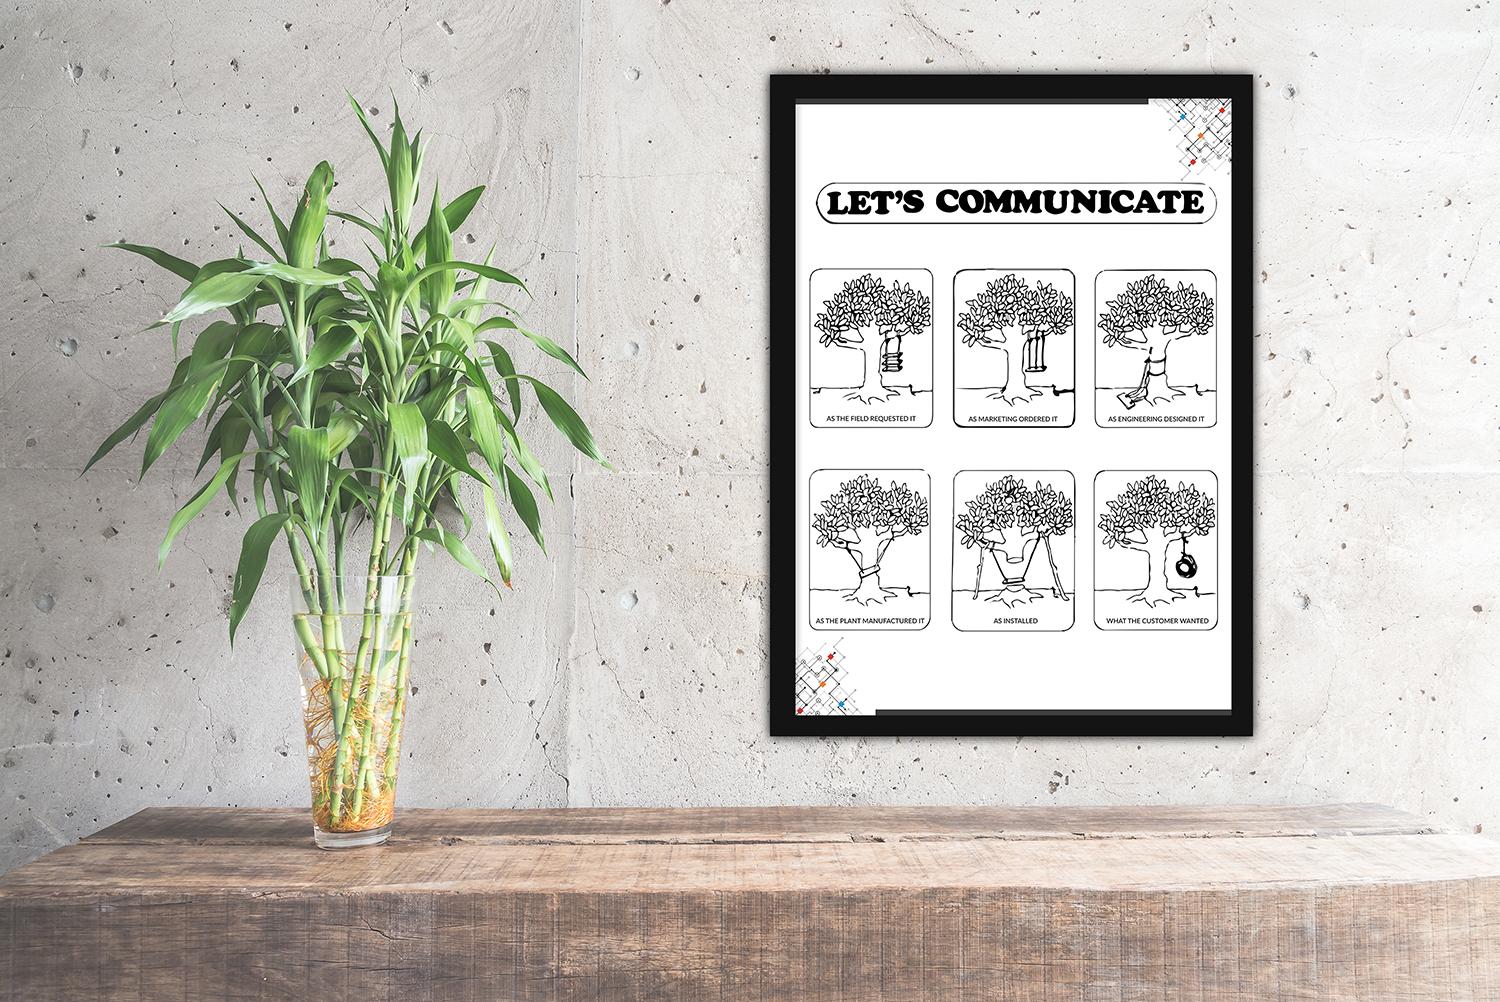 LET'S COMMUNICATE
AS THE FIELD REQUESTED IT
AS MARKETING ORDERED IT
AS ENGINEERING DESIGNED IT
AS THE PLANT MANUFACTURED IT
AS INSTALLED
WHAT THE CUSTOMER WANTED